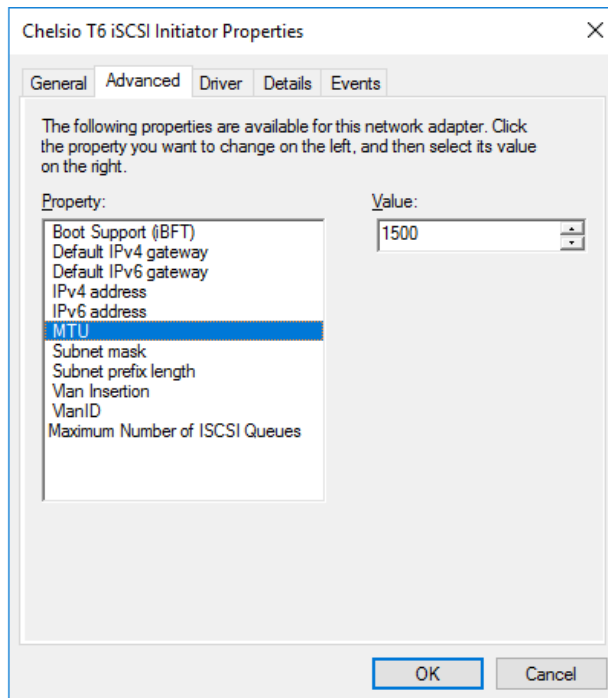 Chelsio T6 iSCSI Initiator Properties
General Advanced Driver Details Events
The following properties are available for this network adapter. Click
the property you want to change on the left, and then select its value
on the right.
Property: Value:
Boot Support (iBFT) 1500
Default IPv4 gateway
Default IPv6 gateway
IPv4 address
IPv6 address
MTU
Subnet mask
Subnet prefix length
Vlan Insertion
VlanID
Maximum Number of ISCSI Queues
OK Cancel